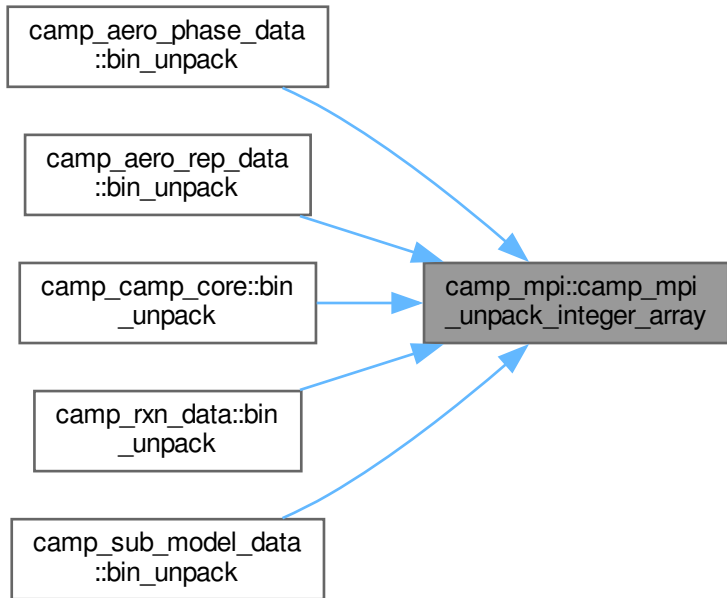 camp_aero_phase_data
::bin_unpack
camp_aero_rep_data
::bin_unpack
camp_camp_core::bin
_unpack
camp_mpi::camp_mpi
_unpack_integer_array
camp_rxn_data::bin
_unpack
camp_sub_model_data
::bin_unpack